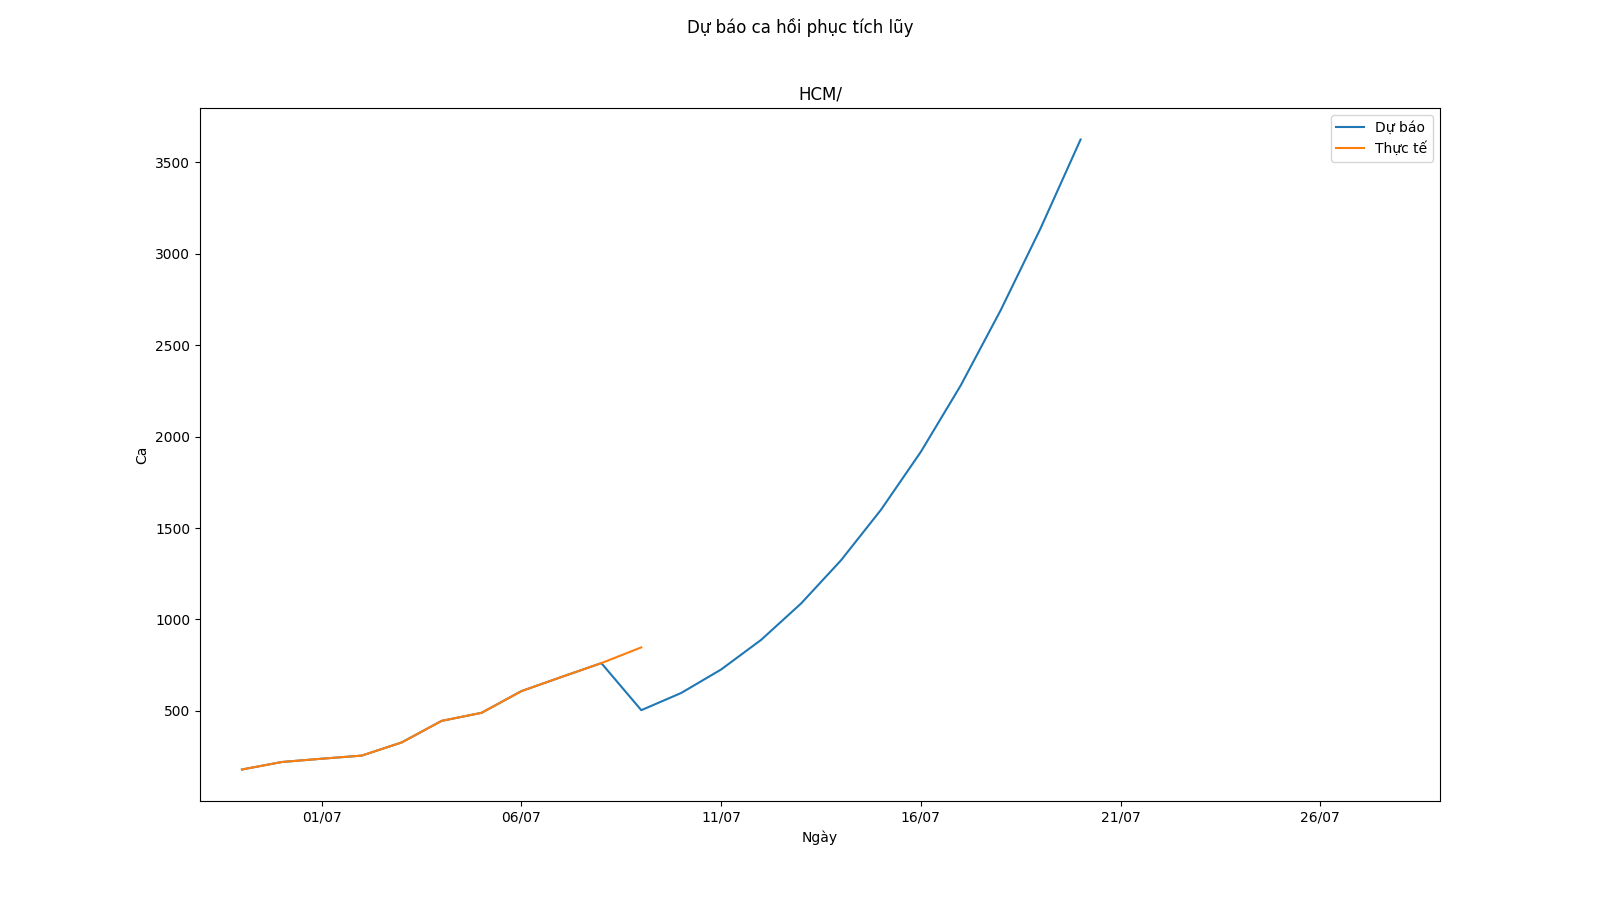 Dự báo ca hồi phục tích lũy
HCM/
Dự báo
Thực tế
3500
3000
2500
2000
1500
1000
500
Ca
01/07
06/07
11/07
16/07
21/07
26/07
Ngày